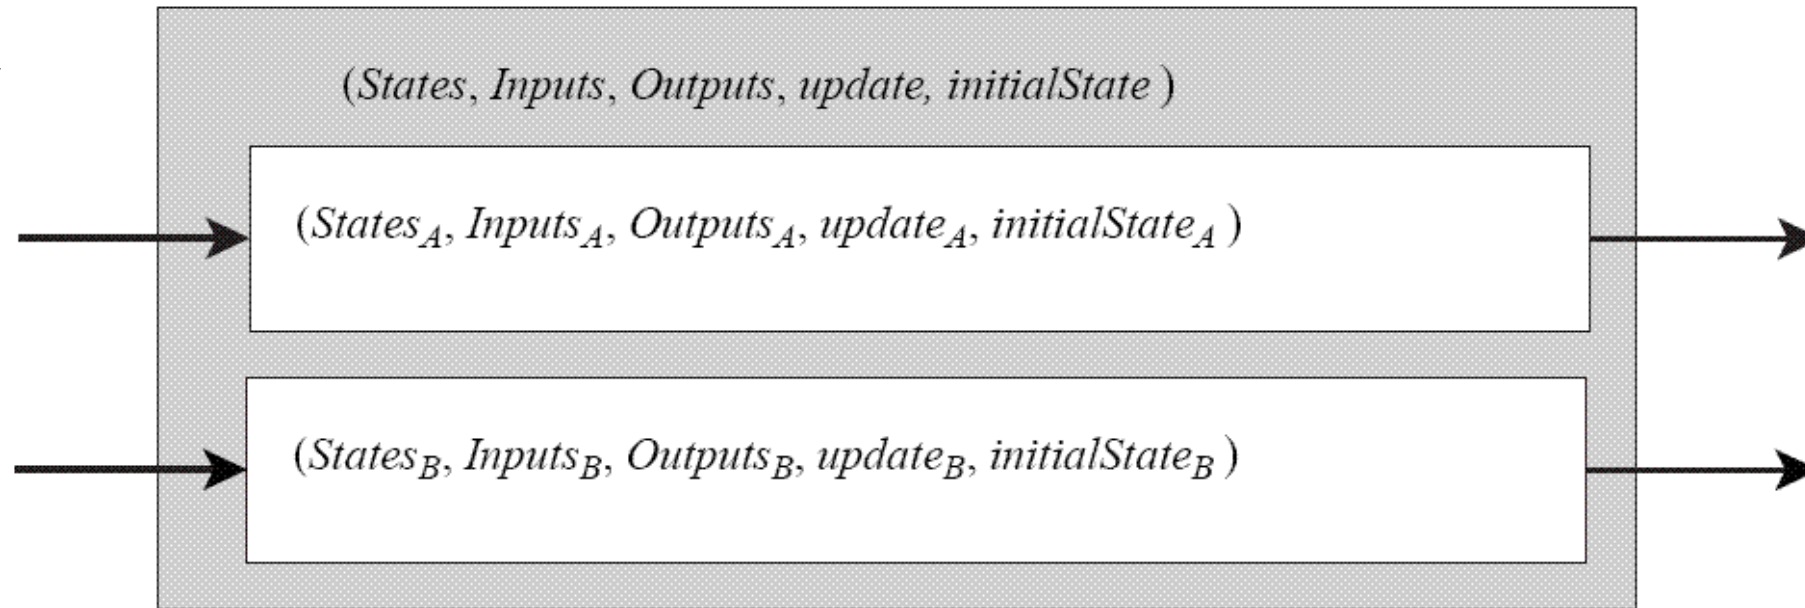 (States, Inputs, Outputs, update, initialState )
(States_A, Inputs_A, Outputs_A, update_A, initialState_A )
(States_B, Inputs_B, Outputs_B, update_B, initialState_B )